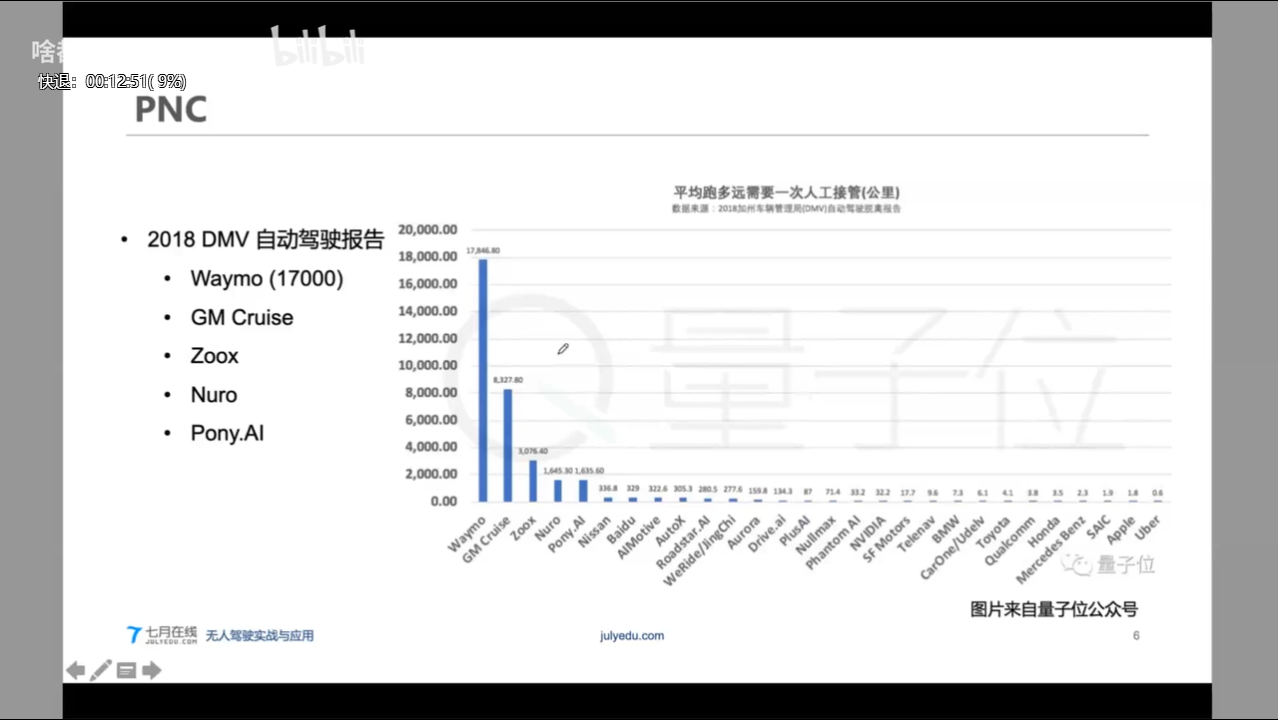 bilibili
快退：00:12:51( 9%)
PNC
平均跑多远需要一次人工接管(公里)
数据来源：2018加州车辆管理局(DMV)自动驾驶脱离报告
• 2018 DMV 自动驾驶报告
• Waymo (17000)
• GM Cruise
• Zoox
• Nuro
• Pony.AI
20,000.00
18,000.00
16,000.00
14,000.00
12,000.00
10,000.00
8,000.00
6,000.00
4,000.00
2,000.00
0.00
17,846.80
8,327.80
3,076.40
1,645.30 1,635.60
336.8 329 322.6 305.3 280.5 277.6 159.8 134.3 87 71.4 33.2 32.2 17.7 9.6 7.3 6.1 4.1 3.8 3.5 2.3 1.9 1.8 0.6
Waymo
GM Cruise
Zoox
Nuro
Pony.AI
Nissan
Baidu
AIMotive
AutoX
Roadstar.AI
WeRide/JingChi
Aurora
Drive.ai
PlusAI
Nullmax
Phantom AI
NVIDIA
SF Motors
Telenav
BMW
CarOne/Udelv
Toyota
Qualcomm
Honda
Mercedes Benz
SAIC
Apple
Uber
量子位
量子位
图片来自量子位公众号
七月在线
JULYEDU.COM
无人驾驶实战与应用
julyedu.com
6